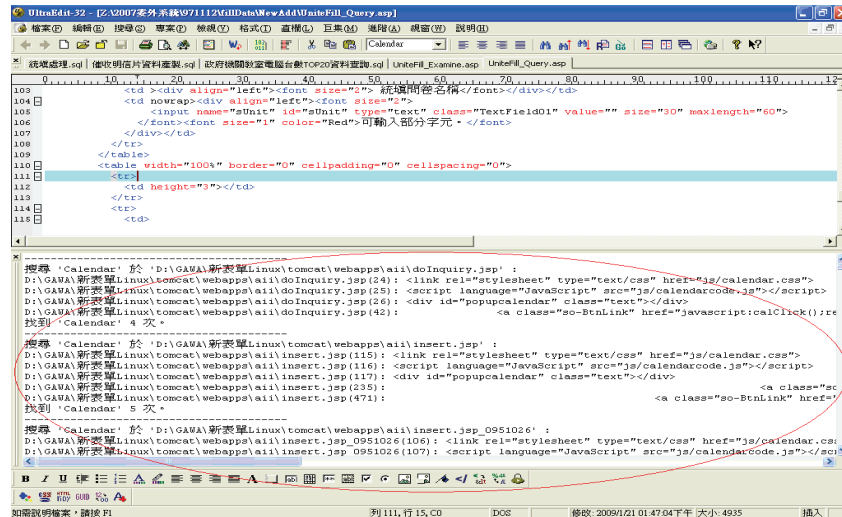 UltraEdit-32 - [Z:\2007委外系統\971112\fillData\NewAdd\UniteFill_Query.asp]
檔案(F) 編輯(E) 搜尋(S) 專案(P) 檢視(V) 格式(T) 直欄(L) 巨集(M) 進階(A) 視窗(W) 說明(H)
Calendar
統填處理.sql 催收明信片資料產製.sql 政府機關教室電腦台數TOP20資料查詢.sql UniteFill_Examine.asp UniteFill_Query.asp
0 10 20 30 40 50 60 70 80 90 100 110 12
103 <td ><div align="left"><font size="2"> 統填問卷名稱</font></div></td>
104 <td nowrap><div align="left"><font size="2">
105 <input name="sUnit" id="sUnit" type="text" class="TextField01" value="" size="30" maxlength="60">
106 </font><font size="1" color="Red">可輸入部分字元。</font>
107 </div></td>
108 </tr>
109 </table>
110 <table width="100%" border="0" cellpadding="0" cellspacing="0">
111 <tr>
112 <td height="3"></td>
113 </tr>
114 <tr>
115 <td>
搜尋 'Calendar' 於 'D:\GAWA\新表單Linux\tomcat\webapps\aii\doInquiry.jsp' :
D:\GAWA\新表單Linux\tomcat\webapps\aii\doInquiry.jsp(24): <link rel="stylesheet" type="text/css" href="js/calendar.css">
D:\GAWA\新表單Linux\tomcat\webapps\aii\doInquiry.jsp(25): <script language="JavaScript" src="js/calendarcode.js"></script>
D:\GAWA\新表單Linux\tomcat\webapps\aii\doInquiry.jsp(26): <div id="popupcalendar" class="text"></div>
D:\GAWA\新表單Linux\tomcat\webapps\aii\doInquiry.jsp(42): <a class="so-BtnLink" href="javascript:calClick();re
找到 'Calendar' 4 次。
搜尋 'Calendar' 於 'D:\GAWA\新表單Linux\tomcat\webapps\aii\insert.jsp' :
D:\GAWA\新表單Linux\tomcat\webapps\aii\insert.jsp(115): <link rel="stylesheet" type="text/css" href="js/calendar.css">
D:\GAWA\新表單Linux\tomcat\webapps\aii\insert.jsp(116): <script language="JavaScript" src="js/calendarcode.js"></script>
D:\GAWA\新表單Linux\tomcat\webapps\aii\insert.jsp(117): <div id="popupcalendar" class="text"></div>
D:\GAWA\新表單Linux\tomcat\webapps\aii\insert.jsp(235): <a class="so
D:\GAWA\新表單Linux\tomcat\webapps\aii\insert.jsp(471): <a class="so-BtnLink" href="
找到 'Calendar' 5 次。
搜尋 'Calendar' 於 'D:\GAWA\新表單Linux\tomcat\webapps\aii\insert.jsp_0951026' :
D:\GAWA\新表單Linux\tomcat\webapps\aii\insert.jsp_0951026(106): <link rel="stylesheet" type="text/css" href="js/calendar.css
D:\GAWA\新表單Linux\tomcat\webapps\aii\insert.jsp_0951026(107): <script language="JavaScript" src="js/calendarcode.js"></scr
如需說明檔案，請按 F1 列 111, 行 15, C0 DOS 修改: 2009/1/21 01:47:04下午 大小: 4935 插入